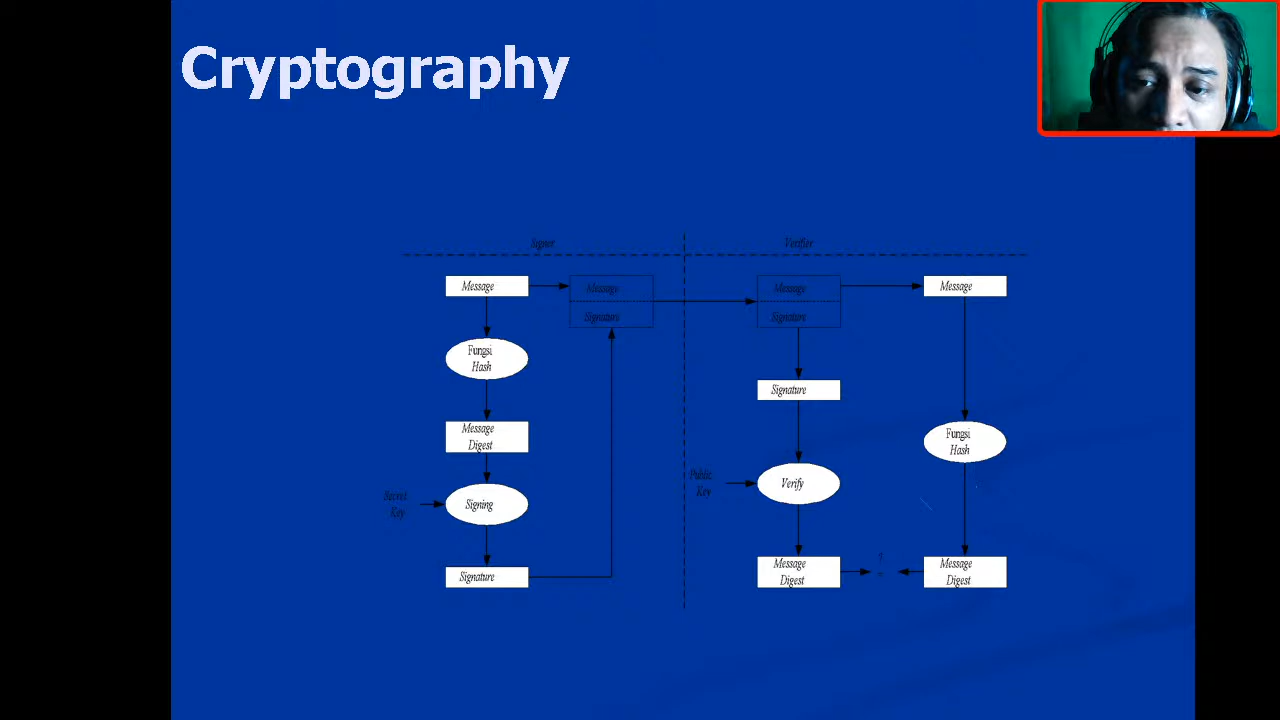 Cryptography
Signer
Verifier
Message
Message
Signature
Message
Signature
Message
Fungsi
Hash
Signature
Message
Digest
Fungsi
Hash
Secret
Key
Signing
Public
Key
Verify
Signature
Message
Digest
Message
Digest